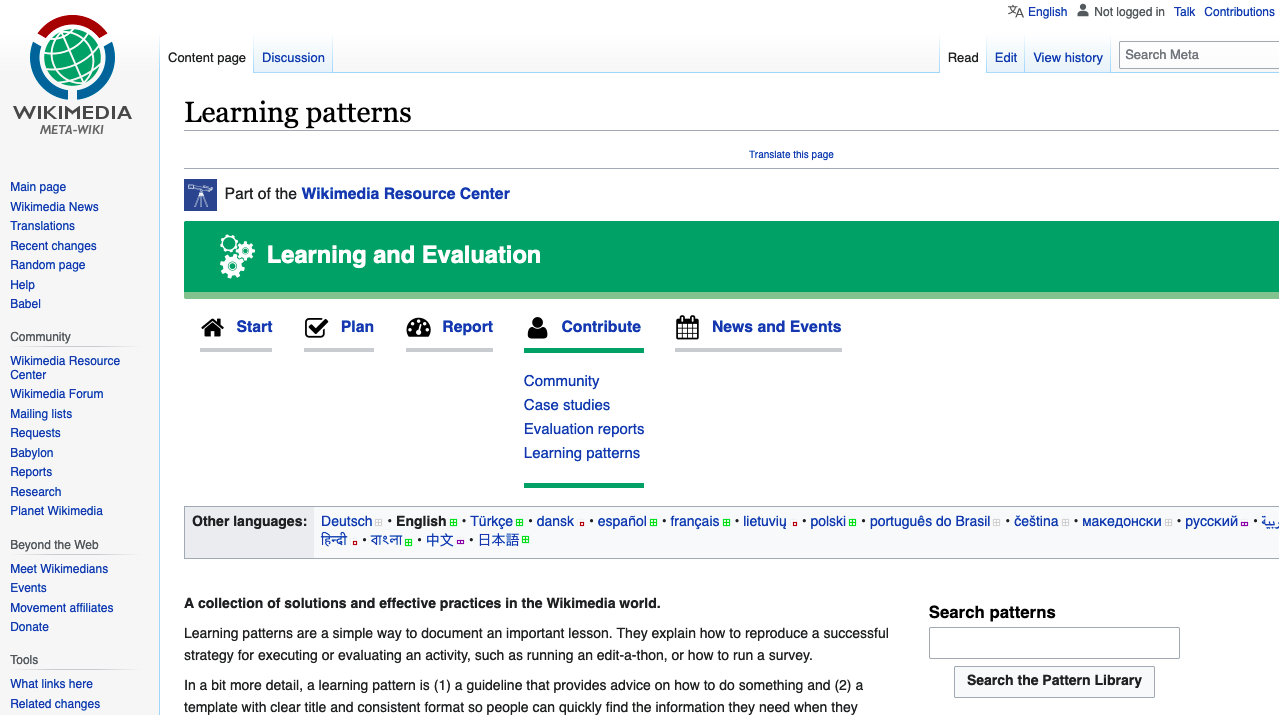 English Not logged in Talk Contributions
WIKIMEDIA
META-WIKI
Content page Discussion Read Edit View history Search Meta
Learning patterns
Translate this page
Part of the Wikimedia Resource Center
Learning and Evaluation
Start Plan Report Contribute News and Events
Community
Case studies
Evaluation reports
Learning patterns
Other languages: Deutsch • English • Türkçe • dansk • español • français • lietuvių • polski • português do Brasil • čeština • македонски • русский •
हिन्दी • বাংলা • 中文 • 日本語
A collection of solutions and effective practices in the Wikimedia world.
Learning patterns are a simple way to document an important lesson. They explain how to reproduce a successful
strategy for executing or evaluating an activity, such as running an edit-a-thon, or how to run a survey.
In a bit more detail, a learning pattern is (1) a guideline that provides advice on how to do something and (2) a
template with clear title and consistent format so people can quickly find the information they need when they
Search patterns
Search the Pattern Library
Main page
Wikimedia News
Translations
Recent changes
Random page
Help
Babel
Community
Wikimedia Resource
Center
Wikimedia Forum
Mailing lists
Requests
Babylon
Reports
Research
Planet Wikimedia
Beyond the Web
Meet Wikimedians
Events
Movement affiliates
Donate
Tools
What links here
Related changes